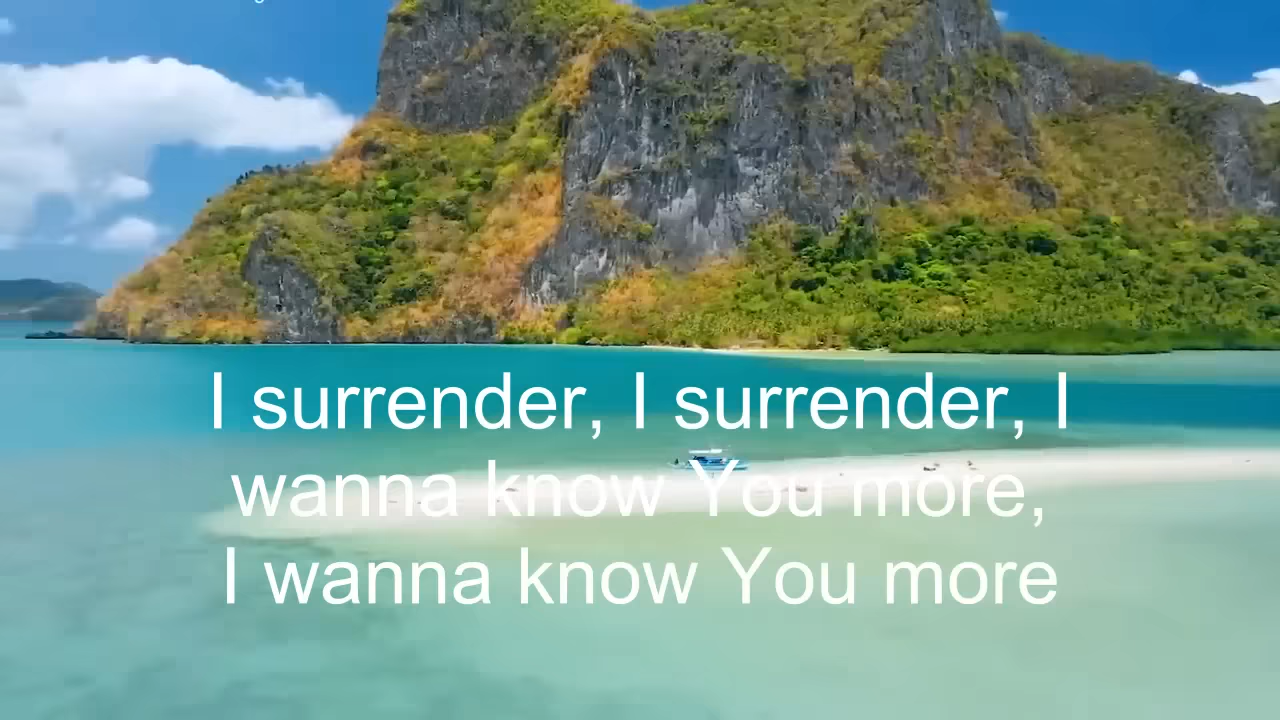 I surrender, I surrender, I
wanna know You more,
I wanna know You more